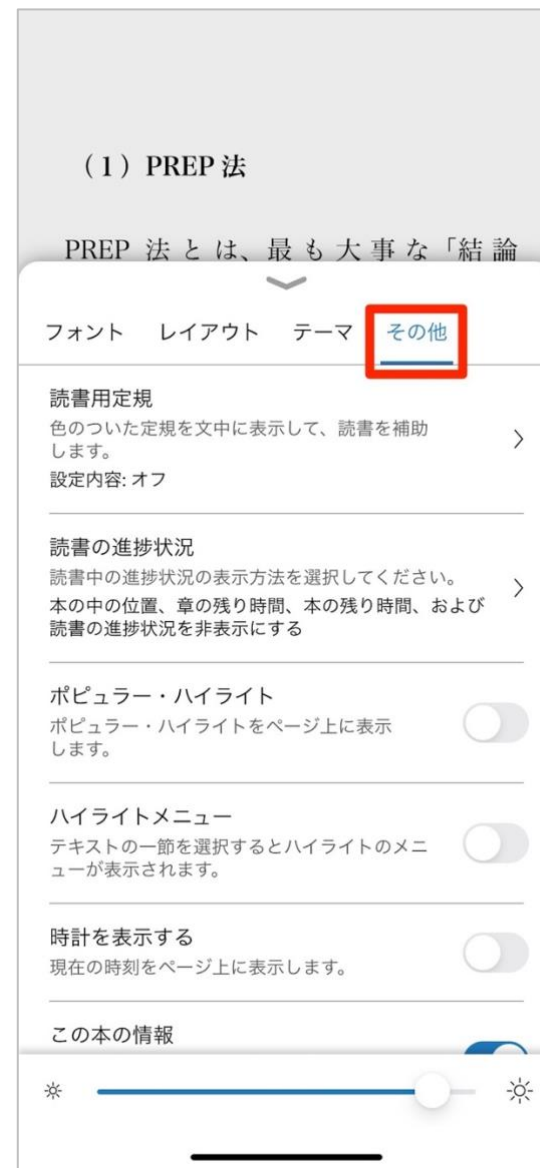 （1）PREP 法
PREP 法とは、最も大事な「結論
フォント レイアウト テーマ その他
読書用定規
色のついた定規を文中に表示して、読書を補助
します。
設定内容: オフ
読書の進捗状況
読書中の進捗状況の表示方法を選択してください。
本の中の位置、章の残り時間、本の残り時間、および
読書の進捗状況を非表示にする
ポピュラー・ハイライト
ポピュラー・ハイライトをページ上に表示
します。
ハイライトメニュー
テキストの一節を選択するとハイライトのメニ
ューが表示されます。
時計を表示する
現在の時刻をページ上に表示します。
この本の情報